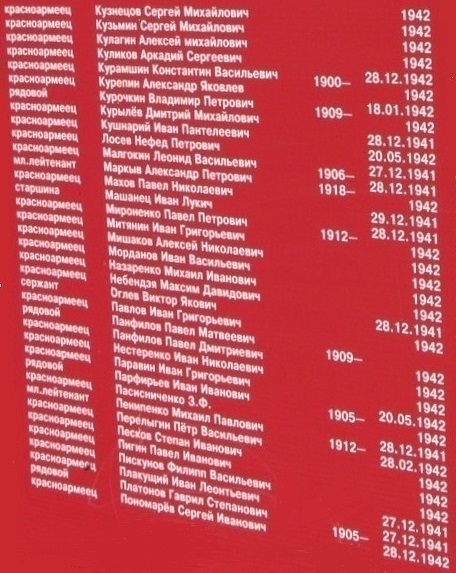 красноармеец Кузнецов Сергей Михайлович 1942
красноармеец Кузьмин Сергей Михайлович 1942
красноармеец Кулагин Алексей михайлович 1942
красноармеец Куликов Аркадий Сергеевич 1942
красноармеец Курамшин Константин Васильевич 1900– 28.12.1942
красноармеец Курепин Александр Яковлев 1942
рядовой Курочкин Владимир Петрович 1909– 18.01.1942
красноармеец Курылёв Дмитрий Михайлович 1942
красноармеец Кушнарий Иван Пантелеевич 28.12.1941
красноармеец Лосев Нефед Петрович 20.05.1942
красноармеец Малгокин Леонид Васильевич 1906– 27.12.1941
мл.лейтенант Маркыв Александр Петрович 1918– 28.12.1941
красноармеец Махов Павел Николаевич 1942
старшина Машанец Иван Лукич 29.12.1941
красноармеец Мироненко Павел Петрович 1912– 28.12.1941
красноармеец Митянин Иван Григорьевич 1942
красноармеец Мишаков Алексей Николаевич 1942
красноармеец Морданов Иван Васильевич 1942
красноармеец Назаренко Михаил Иванович 1942
красноармеец Небендзя Максим Давидович 1942
сержант Оглев Виктор Якович 28.12.1941
красноармеец Павлов Иван Григорьевич 1942
рядовой Панфилов Павел Матвеевич 1909–
красноармеец Панфилов Павел Дмитриевич 1942
красноармеец Нестеренко Иван Николаевич 1942
красноармеец Паравин Иван Григорьевич 1942
рядовой Парфирьев Иван Иванович 1905– 20.05.1942
красноармеец Пасисниченко З.Ф. 1942
мл.лейтенант Пенипенко Михаил Павлович 1912– 28.12.1941
красноармеец Перелыгин Пётр Васильевич 28.02.1942
красноармеец Песков Степан Иванович 1942
красноармеец Пигин Павел Иванович 1942
красноармеец Пискунов Филипп Васильевич 1942
красноармеец Плакущий Иван Леонтьевич 27.12.1941
рядовой Платонов Гаврил Степанович 1905– 27.12.1941
красноармеец Пономарёв Сергей Иванович 28.12.1942